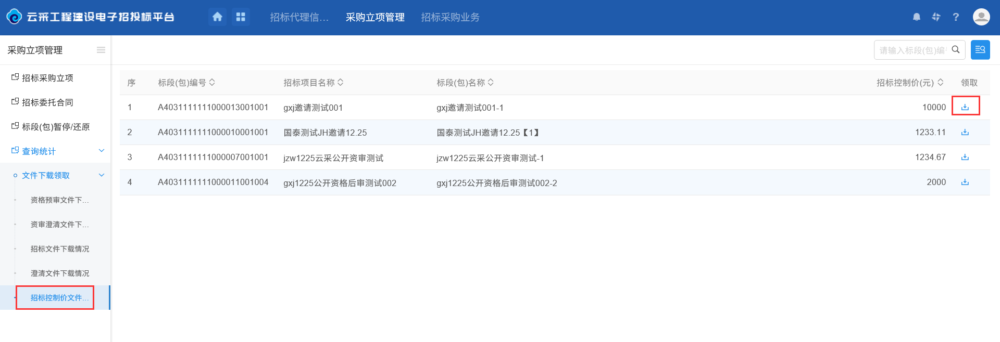 云采工程建设电子招投标平台
招标代理信... 采购立项管理 招标采购业务
采购立项管理
请输入标段(包)编
招标采购立项
招标委托合同
标段(包)暂停/还原
查询统计
文件下载领取
资格预审文件下...
资审澄清文件下...
招标文件下载情况
澄清文件下载情况
招标控制价文件...
序 标段(包)编号 招标项目名称 标段(包)名称 招标控制价(元) 领取
1 A4031111111000013001001 gxj邀请测试001 gxj邀请测试001-1 10000
2 A4031111111000010001001 国泰测试JH邀请12.25 国泰测试JH邀请12.25【1】 1233.11
3 A4031111111000007001001 jzw1225云采公开资审测试 jzw1225云采公开资审测试-1 1234.67
4 A4031111111000011001004 gxj1225公开资格后审测试002 gxj1225公开资格后审测试002-2 2000